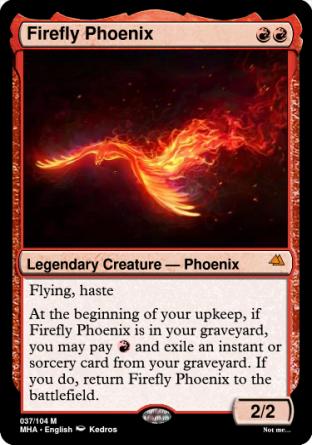 Firefly Phoenix
Legendary Creature — Phoenix
Flying, haste
At the beginning of your upkeep, if
Firefly Phoenix is in your graveyard,
you may pay and exile an instant or
sorcery card from your graveyard. If
you do, return Firefly Phoenix to the
battlefield.
2/2
037/104 M
MHA • English Kedros
Not me...